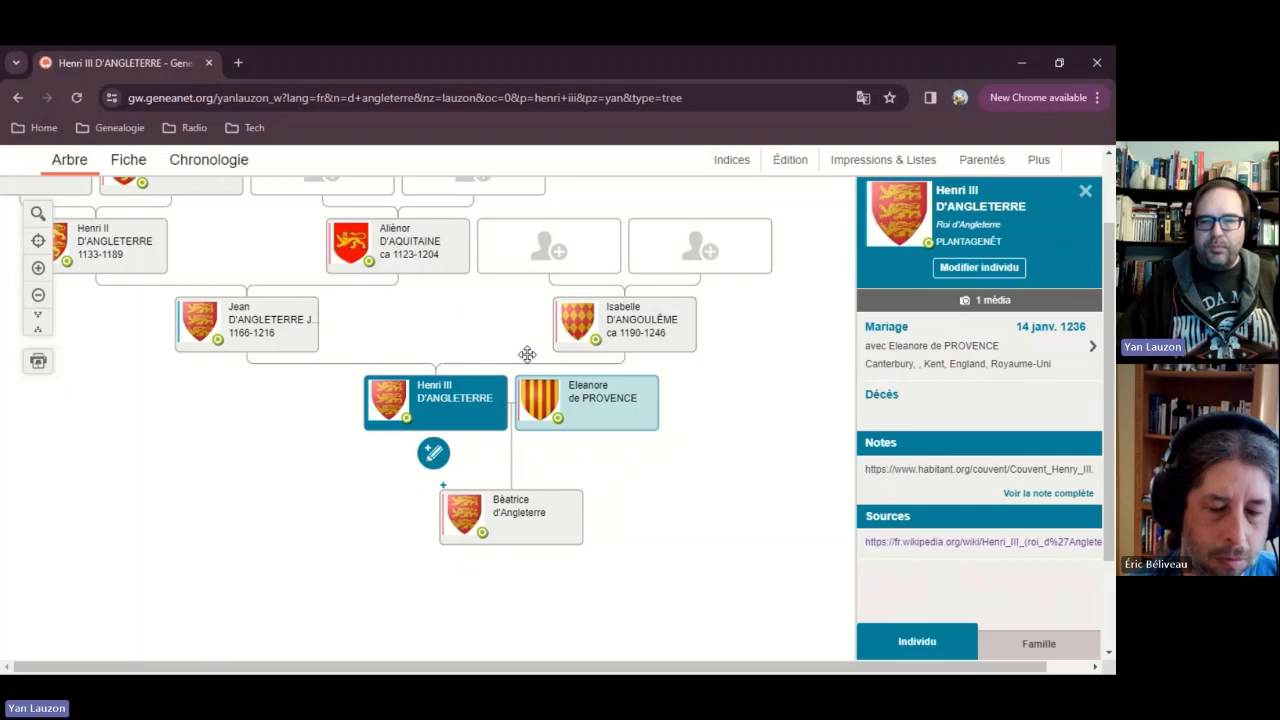 Henri III D'ANGLETERRE - Gene
gw.geneanet.org/yanlauzon_w?lang=fr&n=d+angleterre&nz=lauzon&oc=0&p=henri+iii&pz=yan&type=tree
New Chrome available
Home
Genealogie
Radio
Tech
Arbre
Fiche
Chronologie
Indices
Édition
Impressions & Listes
Parentés
Plus
Henri II
D'ANGLETERRE
1133-1189
Aliénor
D'AQUITAINE
ca 1123-1204
Jean
D'ANGLETERRE J...
1166-1216
Isabelle
D'ANGOULÊME
ca 1190-1246
Henri III
D'ANGLETERRE
Eleanore
de PROVENCE
Béatrice
d'Angleterre
Henri III
D'ANGLETERRE
Roi d'Angleterre
PLANTAGENÊT
Modifier individu
1 média
Mariage
14 janv. 1236
avec Eleanore de PROVENCE
Canterbury, , Kent, England, Royaume-Uni
Décès
Notes
https://www.habitant.org/couvent/Couvent_Henry_III.
Voir la note complète
Sources
https://fr.wikipedia.org/wiki/Henri_III_(roi_d%27Anglete
Individu
Famille
Yan Lauzon
Éric Béliveau
Yan Lauzon